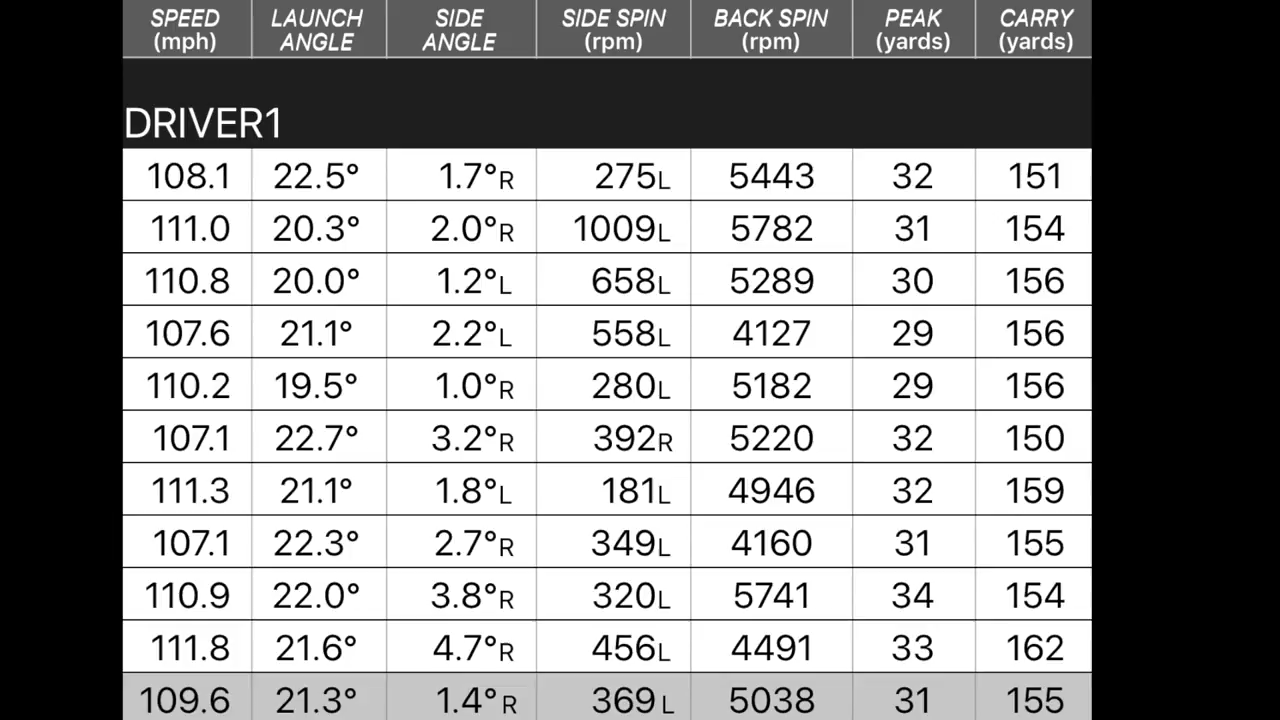 SPEED (mph) LAUNCH ANGLE SIDE ANGLE SIDE SPIN (rpm) BACK SPIN (rpm) PEAK (yards) CARRY (yards)
DRIVER1
108.1 22.5° 1.7°R 275L 5443 32 151
111.0 20.3° 2.0°R 1009L 5782 31 154
110.8 20.0° 1.2°L 658L 5289 30 156
107.6 21.1° 2.2°L 558L 4127 29 156
110.2 19.5° 1.0°R 280L 5182 29 156
107.1 22.7° 3.2°R 392R 5220 32 150
111.3 21.1° 1.8°L 181L 4946 32 159
107.1 22.3° 2.7°R 349L 4160 31 155
110.9 22.0° 3.8°R 320L 5741 34 154
111.8 21.6° 4.7°R 456L 4491 33 162
109.6 21.3° 1.4°R 369L 5038 31 155